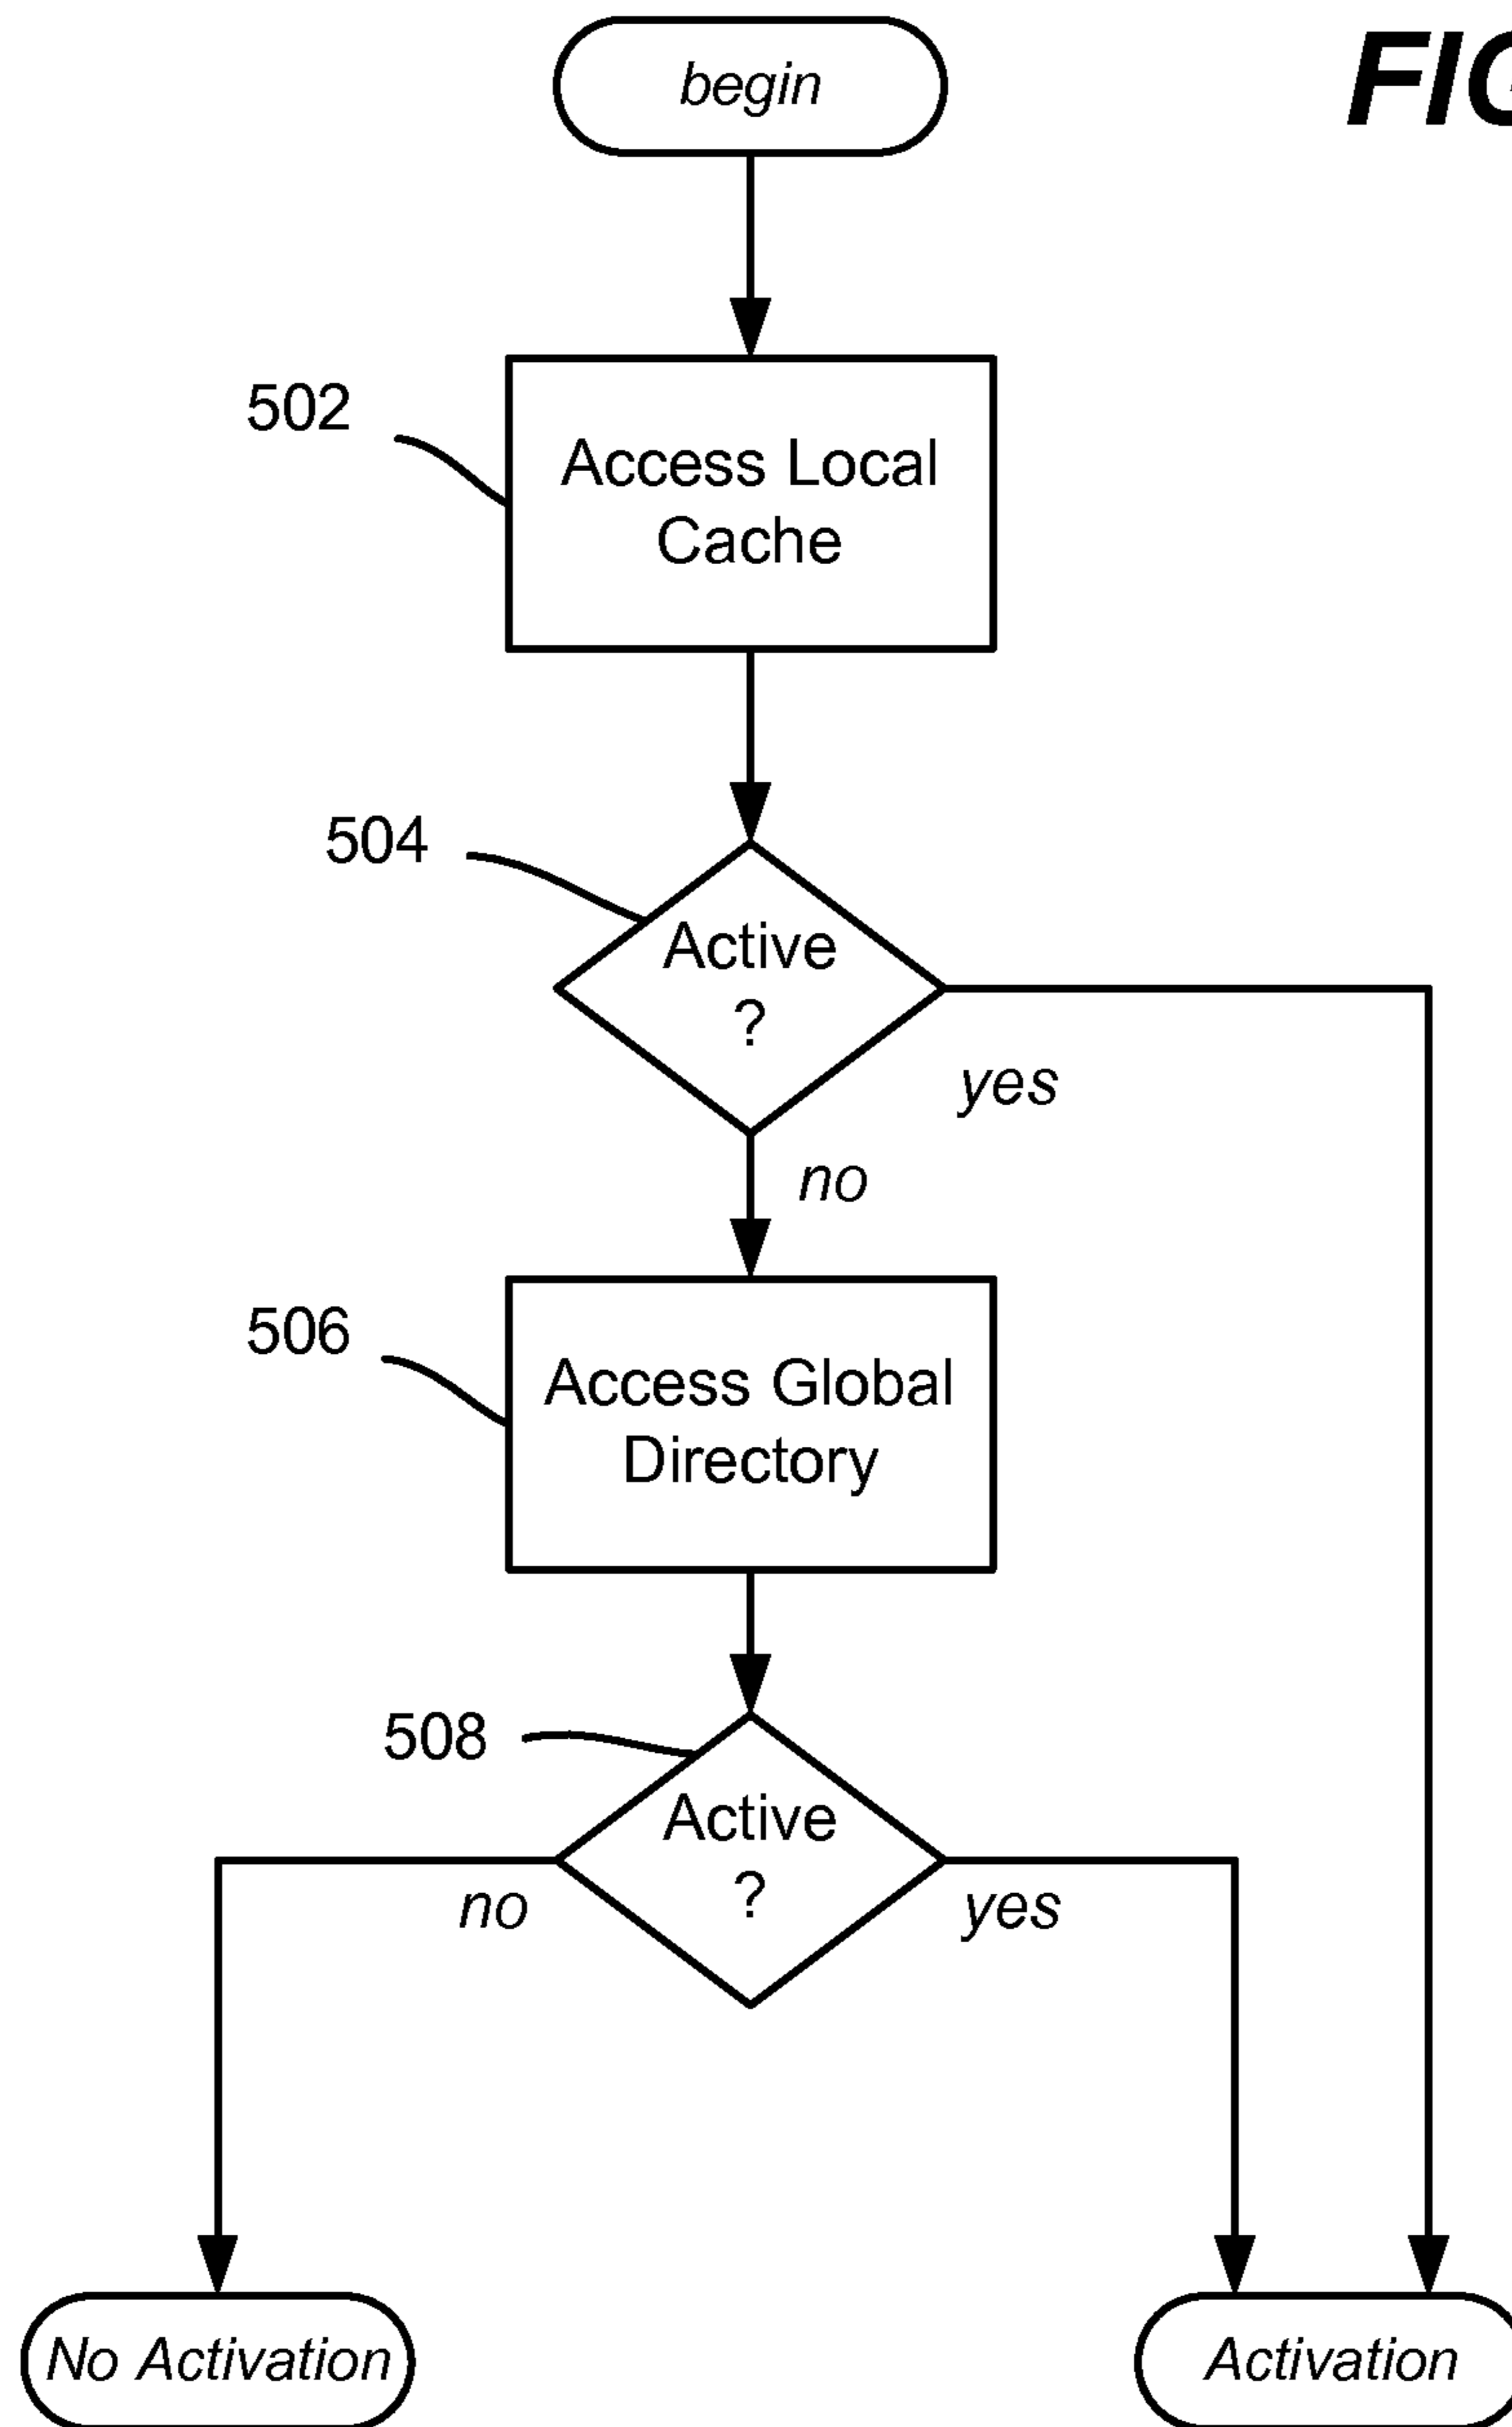 begin
FIG
502
Access Local
Cache
504
Active
?
yes
no
506
Access Global
Directory
508
Active
?
no
yes
No Activation
Activation